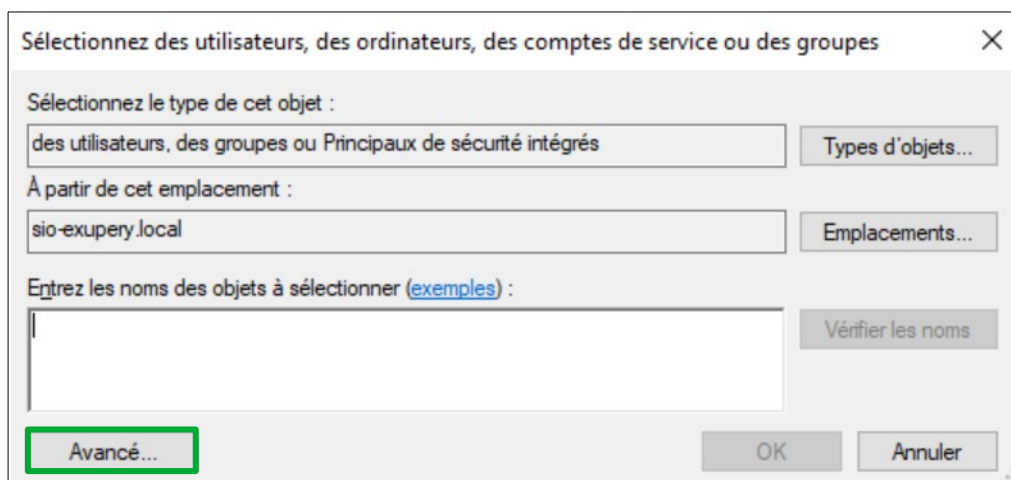 Sélectionnez des utilisateurs, des ordinateurs, des comptes de service ou des groupes
Sélectionnez le type de cet objet :
des utilisateurs, des groupes ou Principaux de sécurité intégrés
Types d'objets...
À partir de cet emplacement :
sio-exupery.local
Emplacements...
Entrez les noms des objets à sélectionner (exemples) :
Vérifier les noms
Avancé...
OK
Annuler